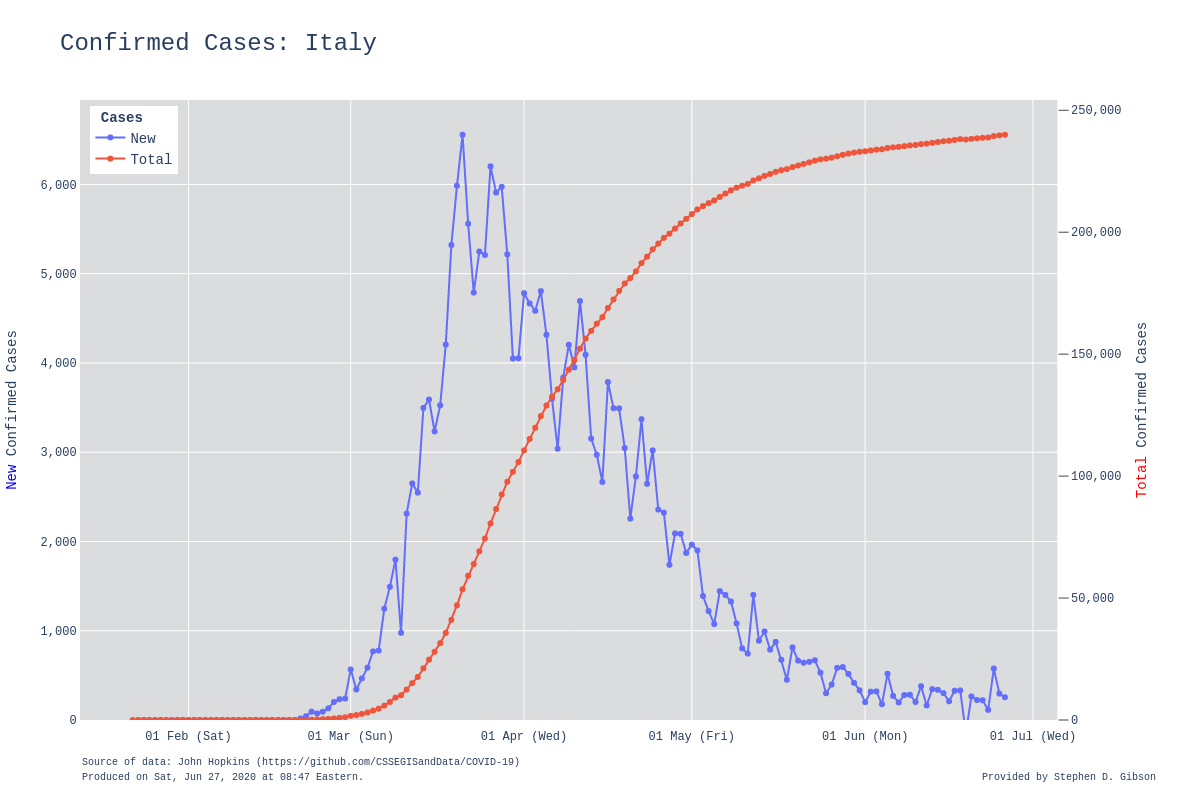 Confirmed Cases: Italy
Cases
New
Total
6,000
5,000
4,000
3,000
2,000
1,000
0
New Confirmed Cases
250,000
200,000
150,000
100,000
50,000
0
Total Confirmed Cases
01 Feb (Sat) 01 Mar (Sun) 01 Apr (Wed) 01 May (Fri) 01 Jun (Mon) 01 Jul (Wed)
Source of data: John Hopkins (https://github.com/CSSEGISandData/COVID-19)
Produced on Sat, Jun 27, 2020 at 08:47 Eastern.
Provided by Stephen D. Gibson